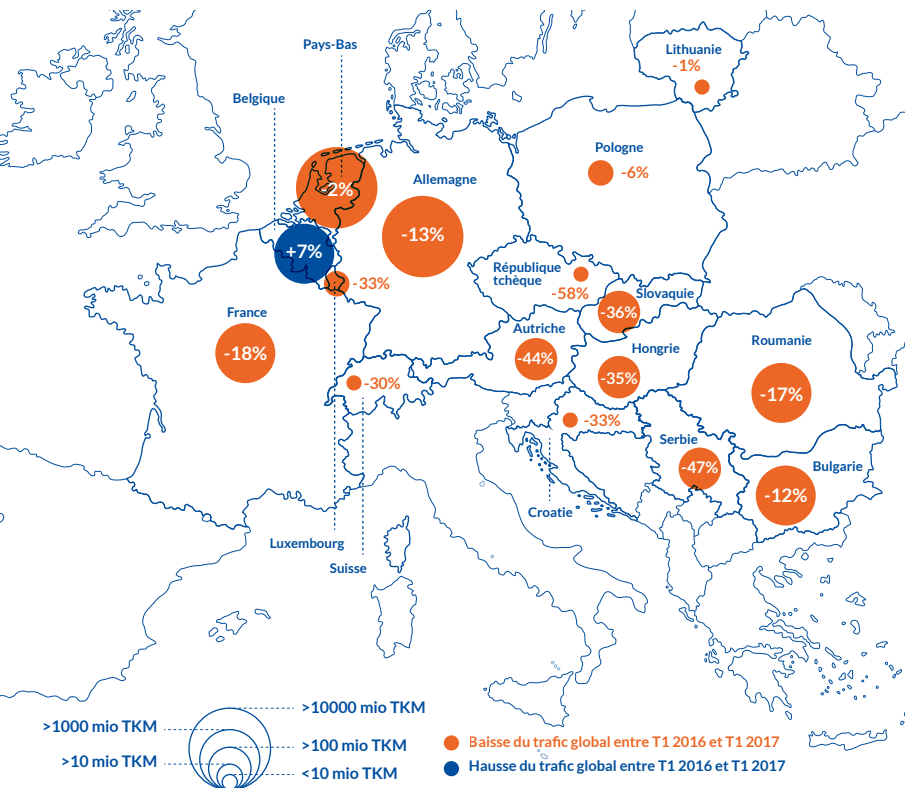 Pays-Bas
Lithuanie
-1%
Belgique
Pologne
-6%
-2%
Allemagne
-13%
+7%
République
tchèque
-58%
-33%
Slovaquie
-36%
France
-18%
Autriche
-44%
Hongrie
-35%
Roumanie
-17%
-30%
-33%
Serbie
-47%
Bulgarie
-12%
Croatie
Luxembourg
Suisse
>10000 mio TKM
>1000 mio TKM
>100 mio TKM
>10 mio TKM
<10 mio TKM
Baisse du trafic global entre T1 2016 et T1 2017
Hausse du trafic global entre T1 2016 et T1 2017